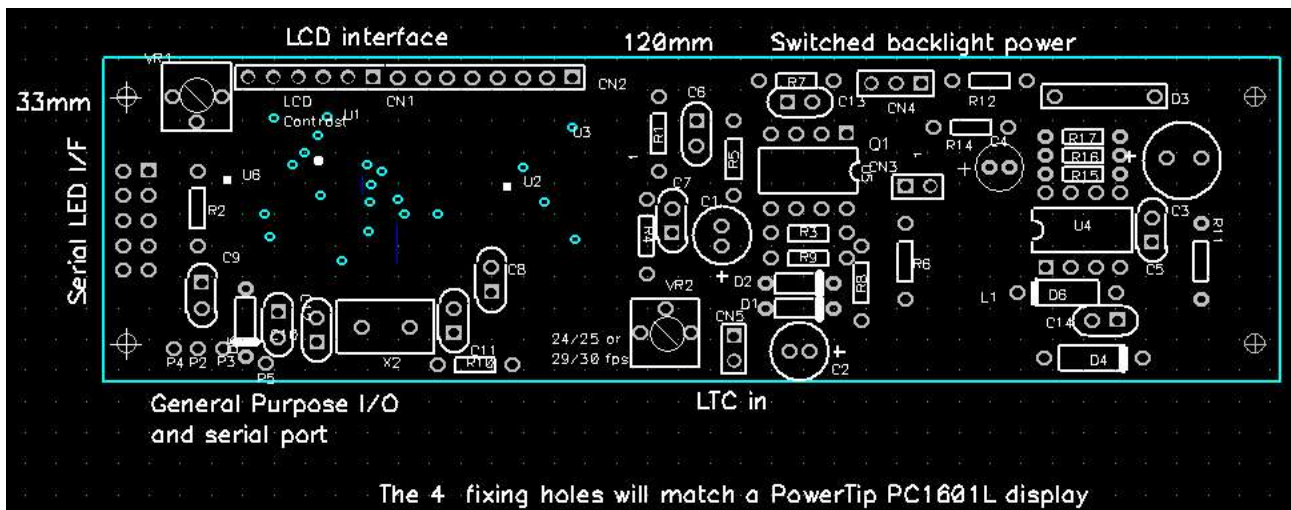 LCD interface
120mm
Switched backlight power
VR1
33mm
CN2
LCD
CN1
Contrast
U1
U3
C6
R7
C13
CN4
R12
D3
R1
R5
Q1
R14
C4
R17
R16
R15
CN3
1
1
Serial LED I/F
U6
U2
R2
C7
C1
R4
R3
R9
R8
R6
U4
C3
C5
R11
C9
C8
VR2
D2
D1
CN5
L1
D6
C14
24/25 or
29/30 fps
P4
P2
P3
P5
X2
C11
R10
C2
D4
General Purpose I/O
and serial port
LTC in
The 4 fixing holes will match a PowerTip PC1601L display